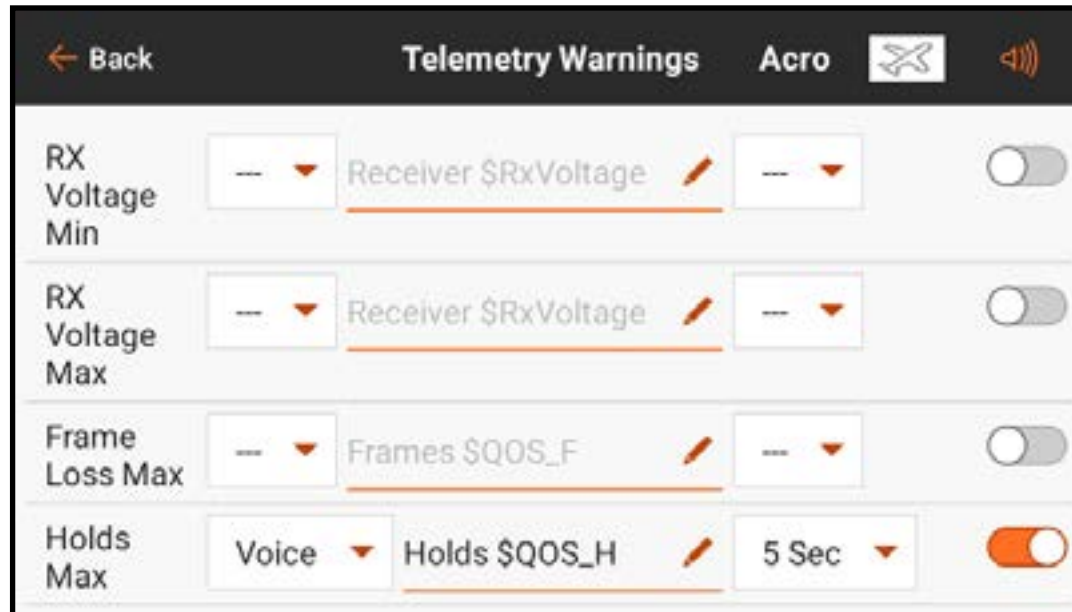 Back Telemetry Warnings Acro
RX
Voltage
Min
--- Receiver $RxVoltage ---
RX
Voltage
Max
--- Receiver $RxVoltage ---
Frame
Loss Max
--- Frames $QOS_F ---
Holds
Max
Voice Holds $QOS_H 5 Sec